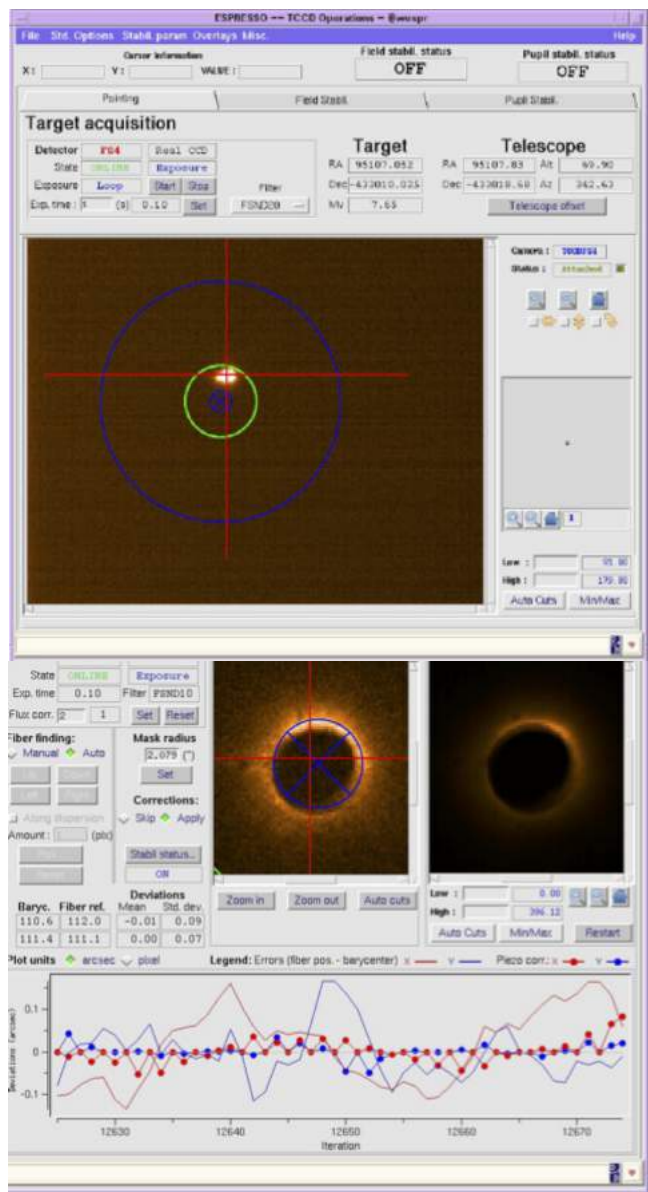 ESPRESSO -- TCCD Operations - @wuspr
File Std. Options Stabil. param Overlays Misc. Help
Cursor Information Field stabil. status Pupil stabil. status
X : Y : VALUE : OFF OFF
Pointing Field Stabil. Pupil Stabil.
Target acquisition
Detector FS4 Real CCD Target Telescope
State ONLINE Exposure RA 95107.052 RA 95107.83 Alt 69.90
Exposure Loop Start Stop Filter Dec -433010.025 Dec -433018.60 Az 342.63
Exp. time : (s) 0.10 Set FSND20 Mv 7.65 Telescope offset
Camera :
Status : Attached
1
Low : 95.00
High : 179.00
Auto Cuts Min/Max
State ONLINE Exposure
Exp. time 0.10 Filter FSND10
Flux corr. 2 1 Set Reset
Fiber finding: Mask radius
Manual Auto 2.079 (")
Set
Corrections:
Along dispersion Skip Apply
Amount : (pix)
Stabil status...
ON
Deviations
Baryc. Fiber ref. Mean Std. dev.
110.6 112.0 -0.01 0.09
111.4 111.1 0.00 0.07
Zoom in Zoom out Auto cuts
Low : 0.00
High : 396.12
Auto Cuts Min/Max Restart
Plot units arcsec pixel Legend: Errors (fiber pos. - barycenter) X Y Piezo corr.: X Y
Deviations (arcsec)
0.1
0
-0.1
12630 12640 12650 12660 12670
Iteration